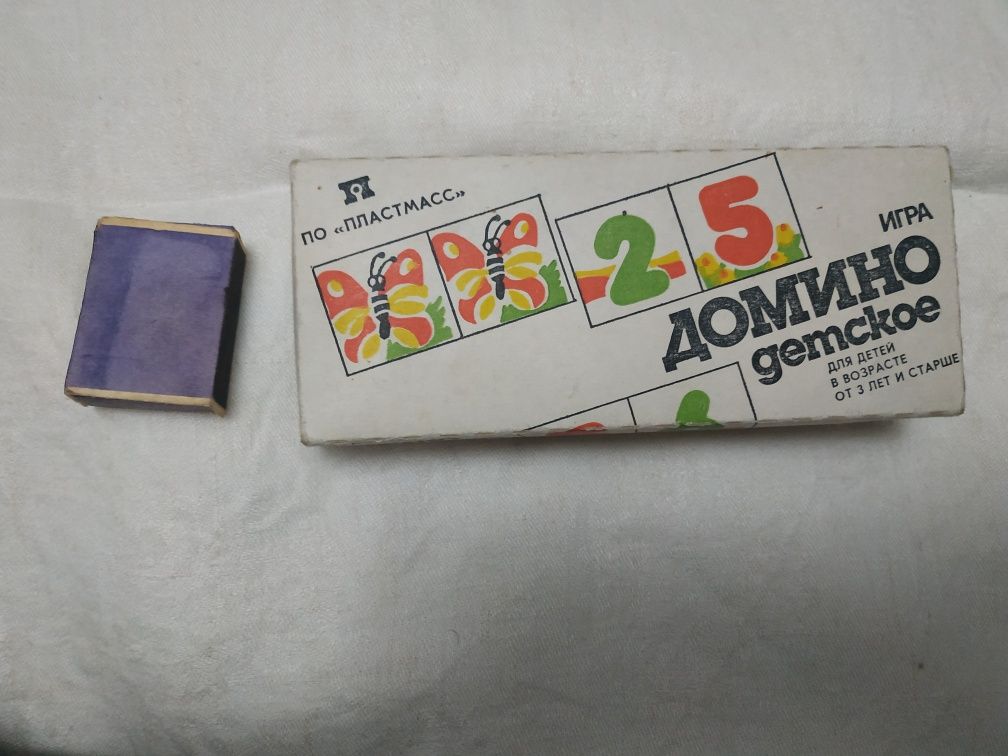 ПО «ПЛАСТМАСС»
2 5
ИГРА
ДОМИНО
детское
ДЛЯ ДЕТЕЙ
В ВОЗРАСТЕ
ОТ 3 ЛЕТ И СТАРШЕ